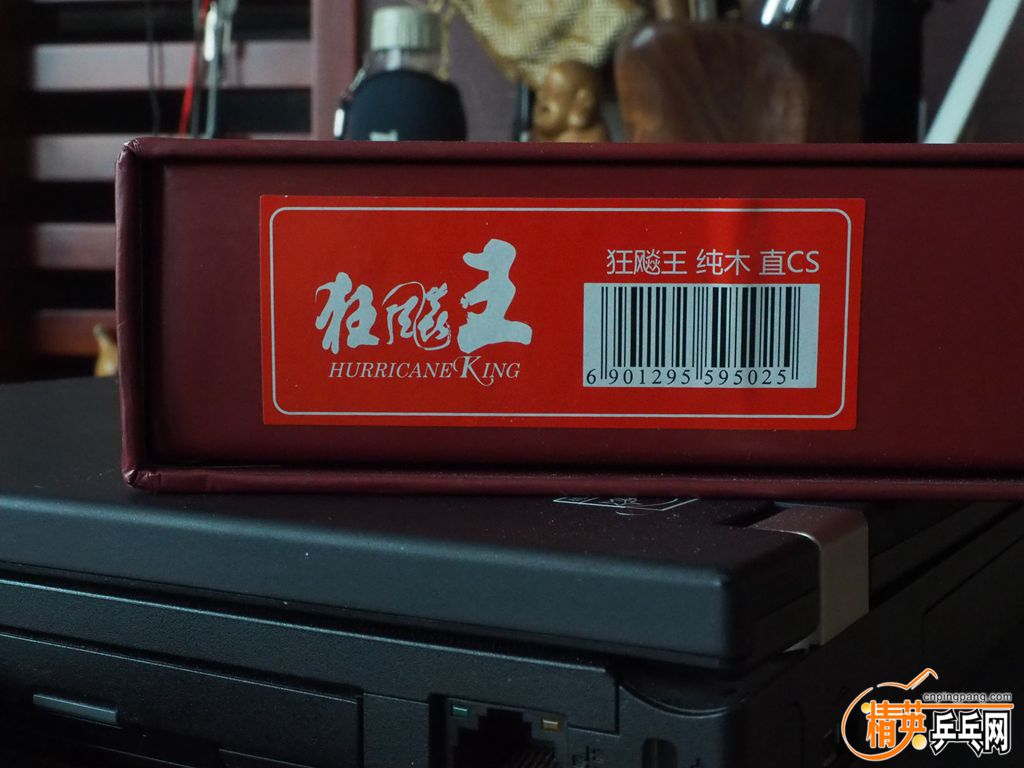 狂飚王 纯木 直CS
狂飚王
HURRICANE KING
6 901295 595025
cnpingpang.com
精英乒乓网